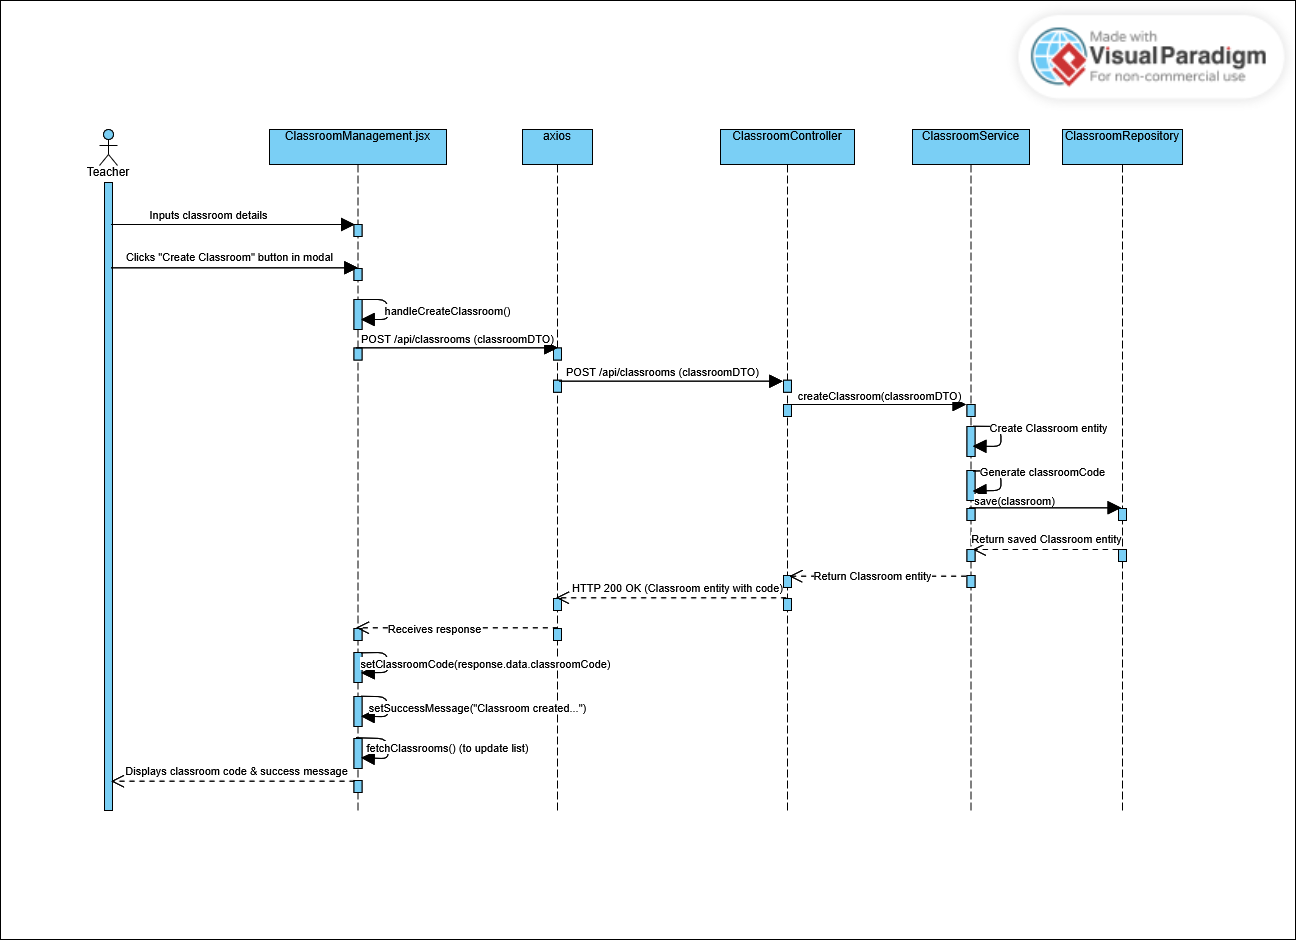 Made with
Visual Paradigm
For non-commercial use
Teacher
ClassroomManagement.jsx
axios
ClassroomController
ClassroomService
ClassroomRepository
Inputs classroom details
Clicks "Create Classroom" button in modal
handleCreateClassroom()
POST /api/classrooms (classroomDTO)
POST /api/classrooms (classroomDTO)
createClassroom(classroomDTO)
Create Classroom entity
Generate classroomCode
save(classroom)
Return saved Classroom entity
Return Classroom entity
HTTP 200 OK (Classroom entity with code)
Receives response
setClassroomCode(response.data.classroomCode)
setSuccessMessage("Classroom created...")
fetchClassrooms() (to update list)
Displays classroom code & success message